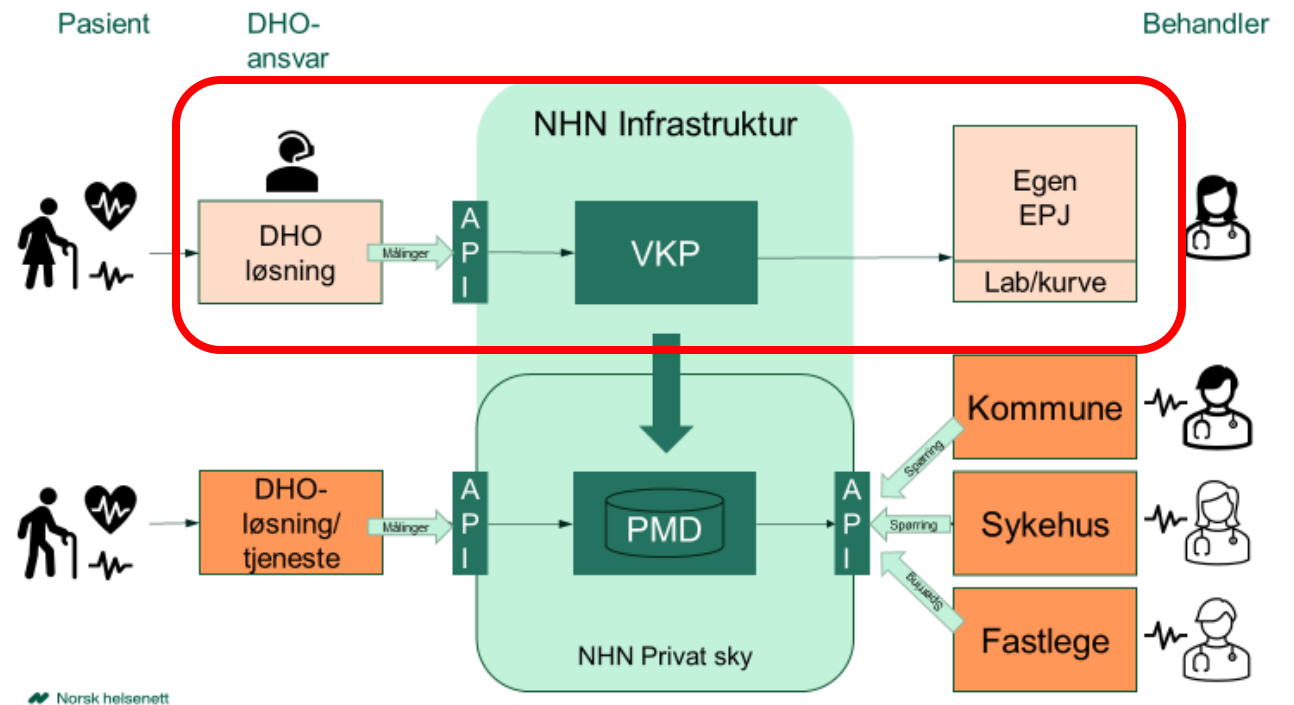 Pasient
DHO-
ansvar
Behandler
NHN Infrastruktur
DHO
løsning
Målinger
A
P
I
VKP
Egen
EPJ
Lab/kurve
Kommune
Spørring
DHO-
løsning/
tjeneste
Målinger
A
P
I
PMD
A
P
I
Spørring
Sykehus
Spørring
Fastlege
NHN Privat sky
Norsk helsenett